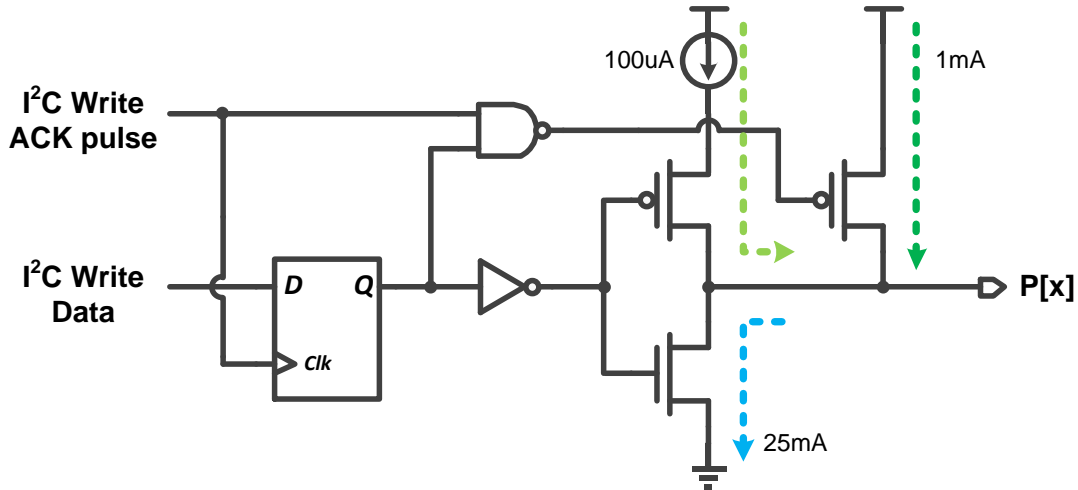 100uA
1mA
I²C Write
ACK pulse
I²C Write
Data
D
Q
Clk
P[x]
25mA